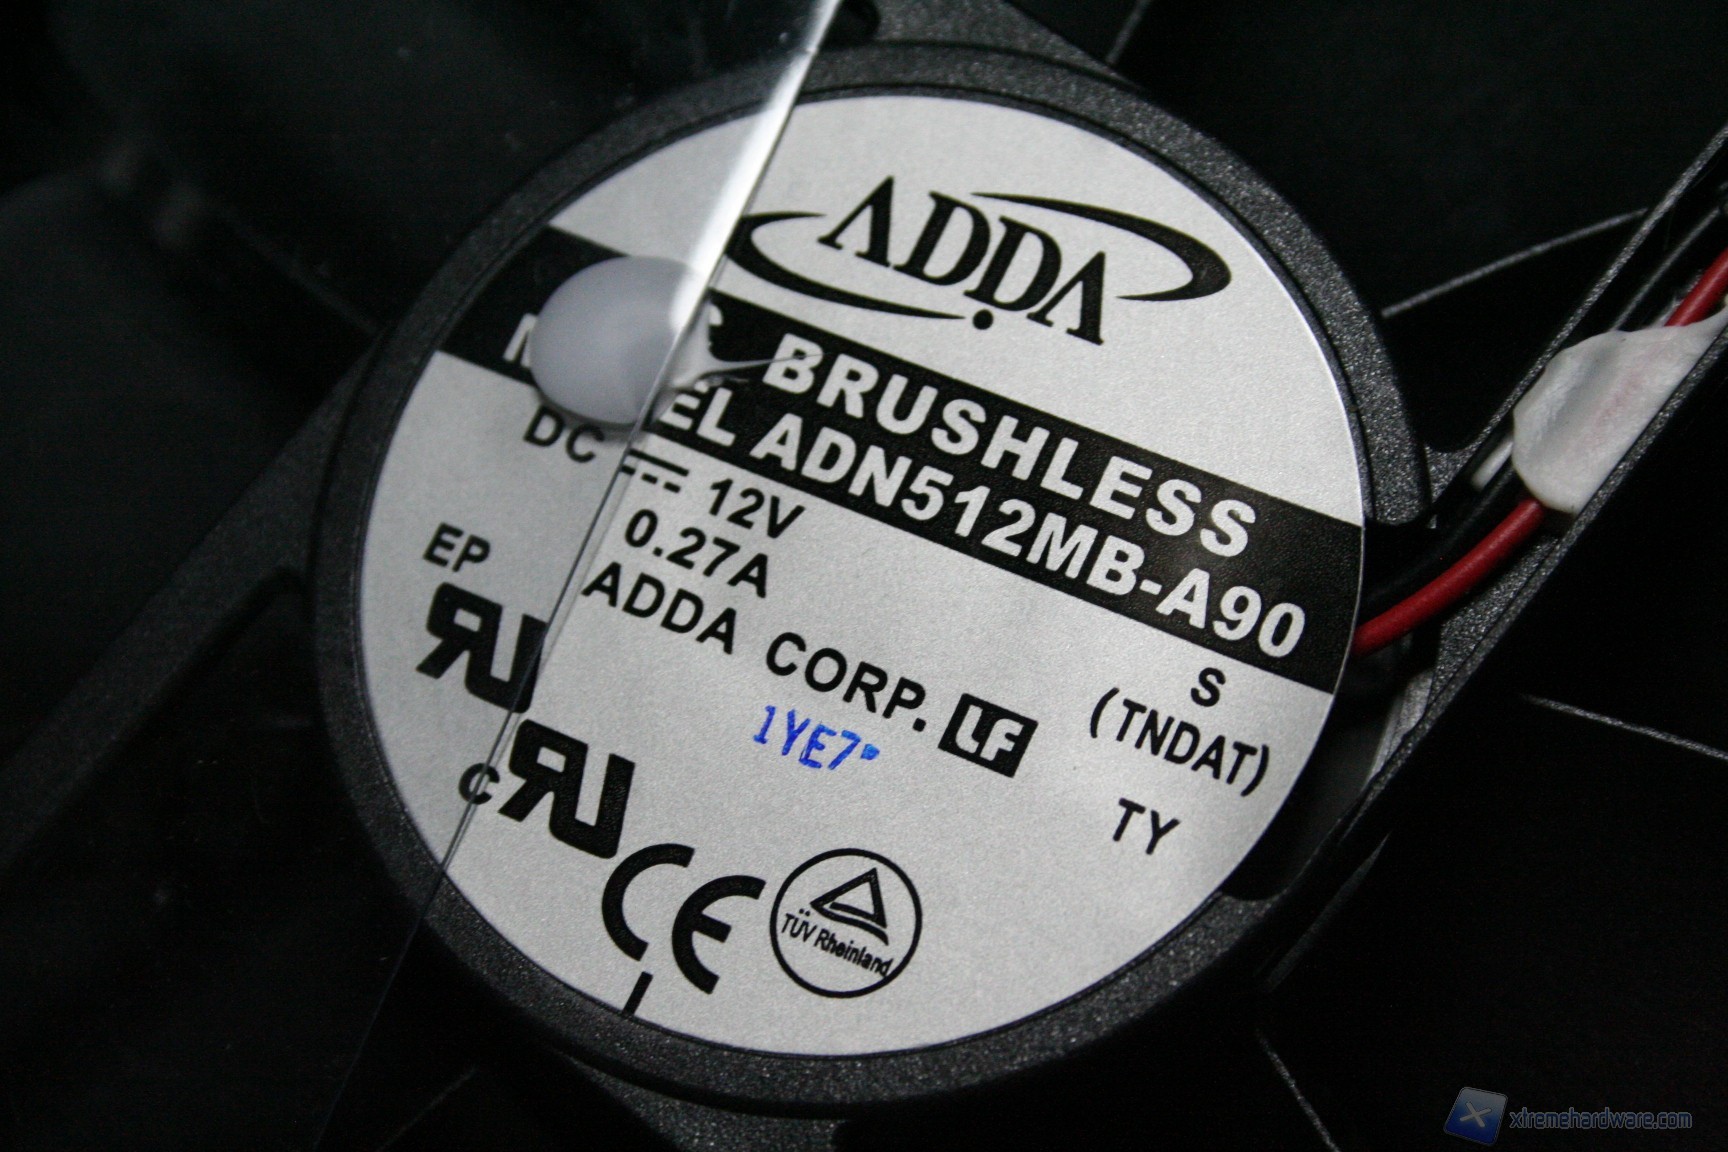 ADDA
BRUSHLESS
ADN512MB-A90
DC 12V
0.27A
S
EP
ADDA CORP. LF
(TNDAT)
1YE7
TY
c
CE
TÜV Rheinland
xtremehardware.com